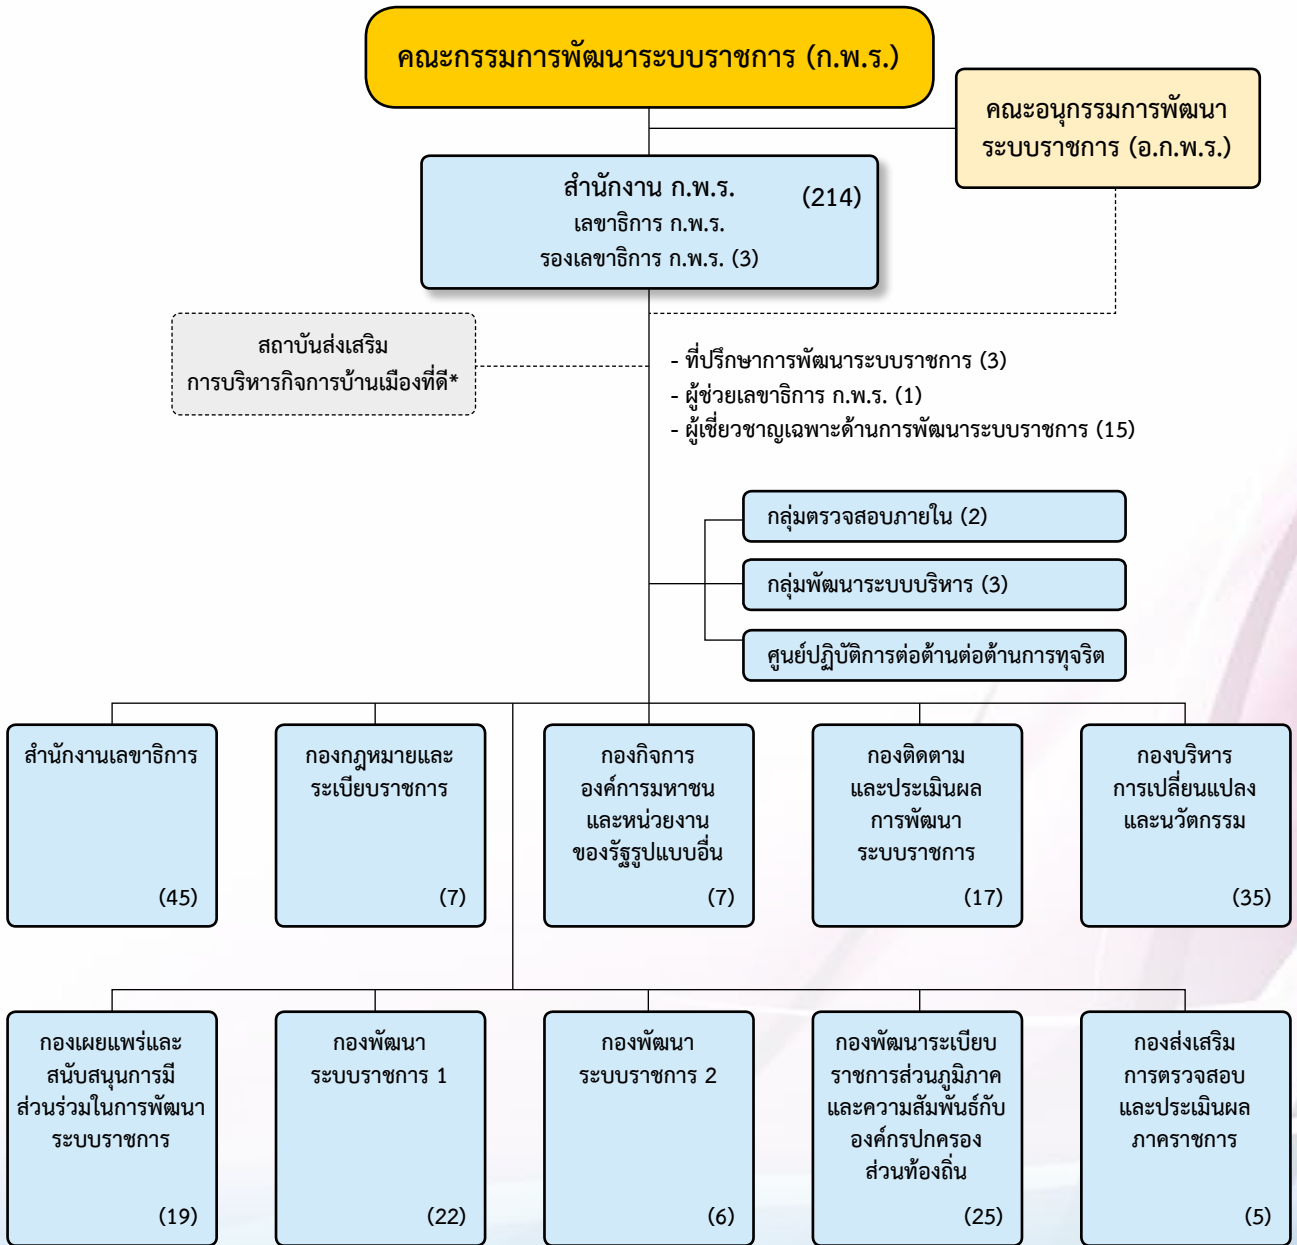 คณะกรรมการพัฒนาระบบราชการ (ก.พ.ร.)
คณะอนุกรรมการพัฒนา
ระบบราชการ (อ.ก.พ.ร.)
สำนักงาน ก.พ.ร.
(214)
เลขาธิการ ก.พ.ร.
รองเลขาธิการ ก.พ.ร. (3)
สถาบันส่งเสริม
การบริหารกิจการบ้านเมืองที่ดี*
- ที่ปรึกษาการพัฒนาระบบราชการ (3)
- ผู้ช่วยเลขาธิการ ก.พ.ร. (1)
- ผู้เชี่ยวชาญเฉพาะด้านการพัฒนาระบบราชการ (15)
กลุ่มตรวจสอบภายใน (2)
กลุ่มพัฒนาระบบบริหาร (3)
ศูนย์ปฏิบัติการต่อต้านต่อต้านการทุจริต
สำนักงานเลขาธิการ
(45)
กองกฎหมายและ
ระเบียบราชการ
(7)
กองกิจการ
องค์การมหาชน
และหน่วยงาน
ของรัฐรูปแบบอื่น
(7)
กองติดตาม
และประเมินผล
การพัฒนา
ระบบราชการ
(17)
กองบริหาร
การเปลี่ยนแปลง
และนวัตกรรม
(35)
กองเผยแพร่และ
สนับสนุนการมี
ส่วนร่วมในการพัฒนา
ระบบราชการ
(19)
กองพัฒนา
ระบบราชการ 1
(22)
กองพัฒนา
ระบบราชการ 2
(6)
กองพัฒนาระเบียบ
ราชการส่วนภูมิภาค
และความสัมพันธ์กับ
องค์กรปกครอง
ส่วนท้องถิ่น
(25)
กองส่งเสริม
การตรวจสอบ
และประเมินผล
ภาคราชการ
(5)